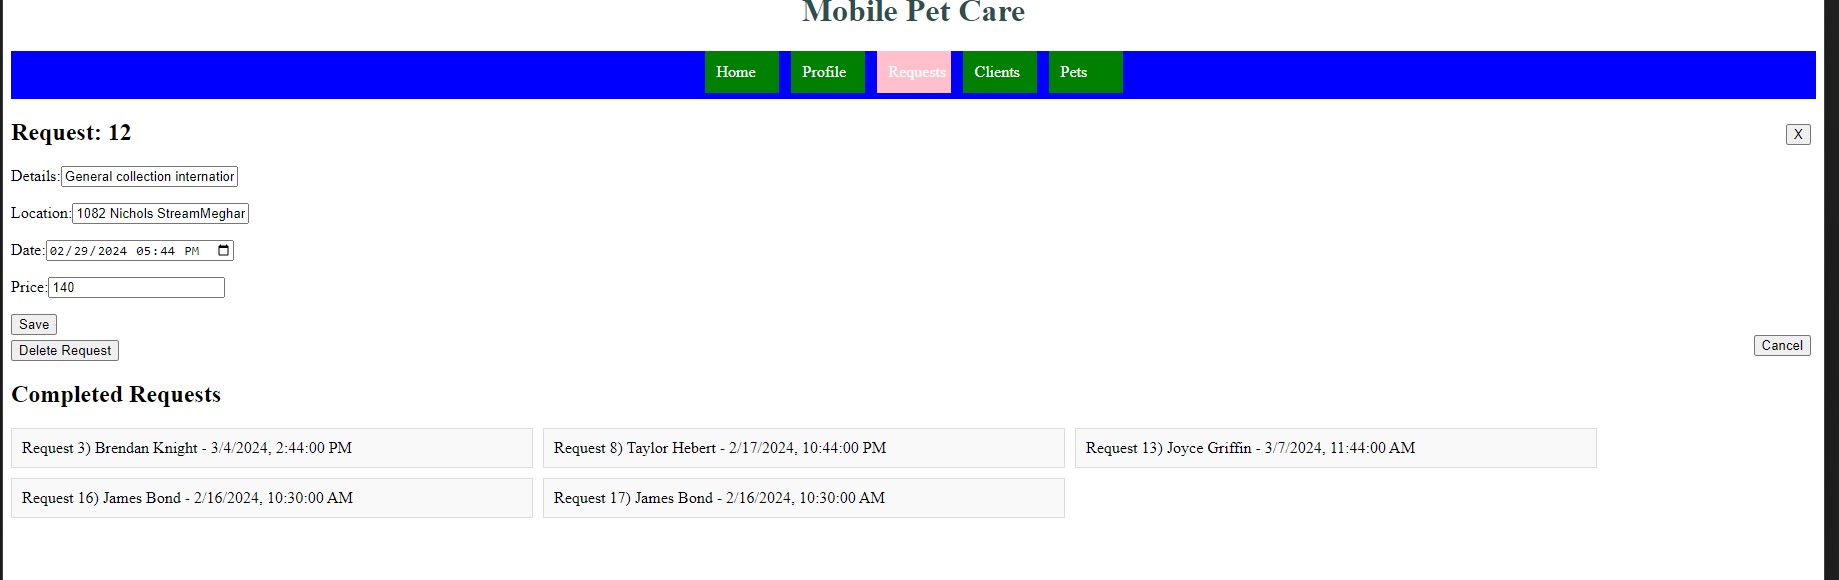 Mobile Pet Care
Home Profile Requests Clients Pets
Request: 12 X
Details: General collection
Location: 1082 Nichols StreamMeghar
Date: 02/29/2024 05:44 PM
Price: 140
Save
Delete Request Cancel
Completed Requests
Request 3) Brendan Knight - 3/4/2024, 2:44:00 PM Request 8) Taylor Hebert - 2/17/2024, 10:44:00 PM Request 13) Joyce Griffin - 3/7/2024, 11:44:00 AM
Request 16) James Bond - 2/16/2024, 10:30:00 AM Request 17) James Bond - 2/16/2024, 10:30:00 AM